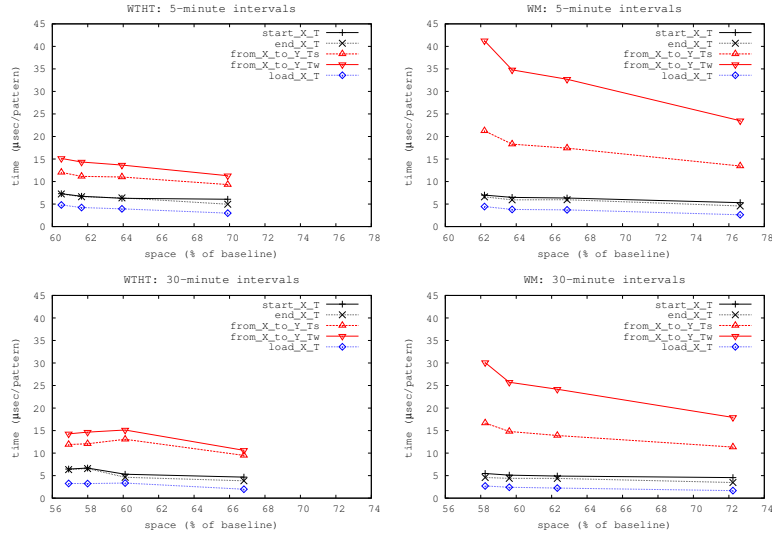 WTHT: 5-minute intervals
45
40
35
30
25
20
15
10
5
0
time (μsec/pattern)
start_X_T
end_X_T
from_X_to_Y_Ts
from_X_to_Y_Tw
load_X_T
60 62 64 66 68 70 72 74 76 78
space (% of baseline)
WM: 5-minute intervals
45
40
35
30
25
20
15
10
5
0
time (μsec/pattern)
start_X_T
end_X_T
from_X_to_Y_Ts
from_X_to_Y_Tw
load_X_T
60 62 64 66 68 70 72 74 76 78
space (% of baseline)
WTHT: 30-minute intervals
45
40
35
30
25
20
15
10
5
0
time (μsec/pattern)
start_X_T
end_X_T
from_X_to_Y_Ts
from_X_to_Y_Tw
load_X_T
56 58 60 62 64 66 68 70 72 74
space (% of baseline)
WM: 30-minute intervals
45
40
35
30
25
20
15
10
5
0
time (μsec/pattern)
start_X_T
end_X_T
from_X_to_Y_Ts
from_X_to_Y_Tw
load_X_T
56 58 60 62 64 66 68 70 72 74
space (% of baseline)